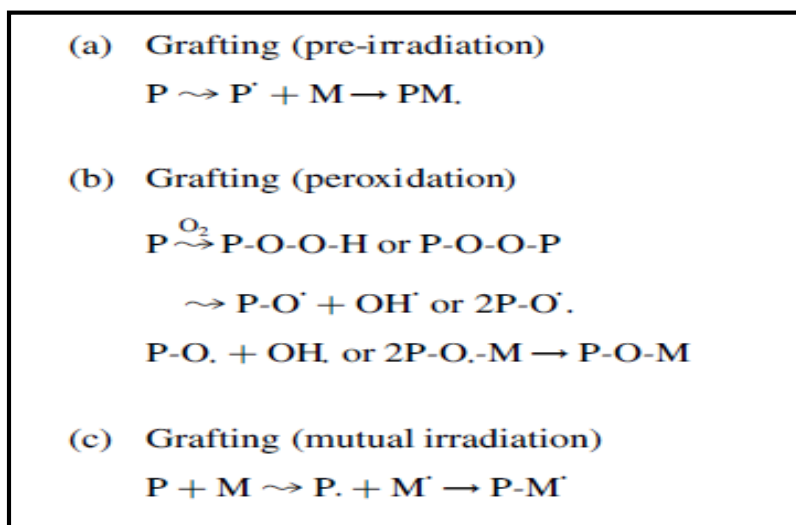 (a) Grafting (pre-irradiation)
P ⤳ P˙ + M → PM.
(b) Grafting (peroxidation)
P ⤳ P-O-O-H or P-O-O-P
O₂
⤳ P-O˙ + OH˙ or 2P-O˙.
P-O. + OH. or 2P-O.-M → P-O-M
(c) Grafting (mutual irradiation)
P + M ⤳ P. + M˙ → P-M˙